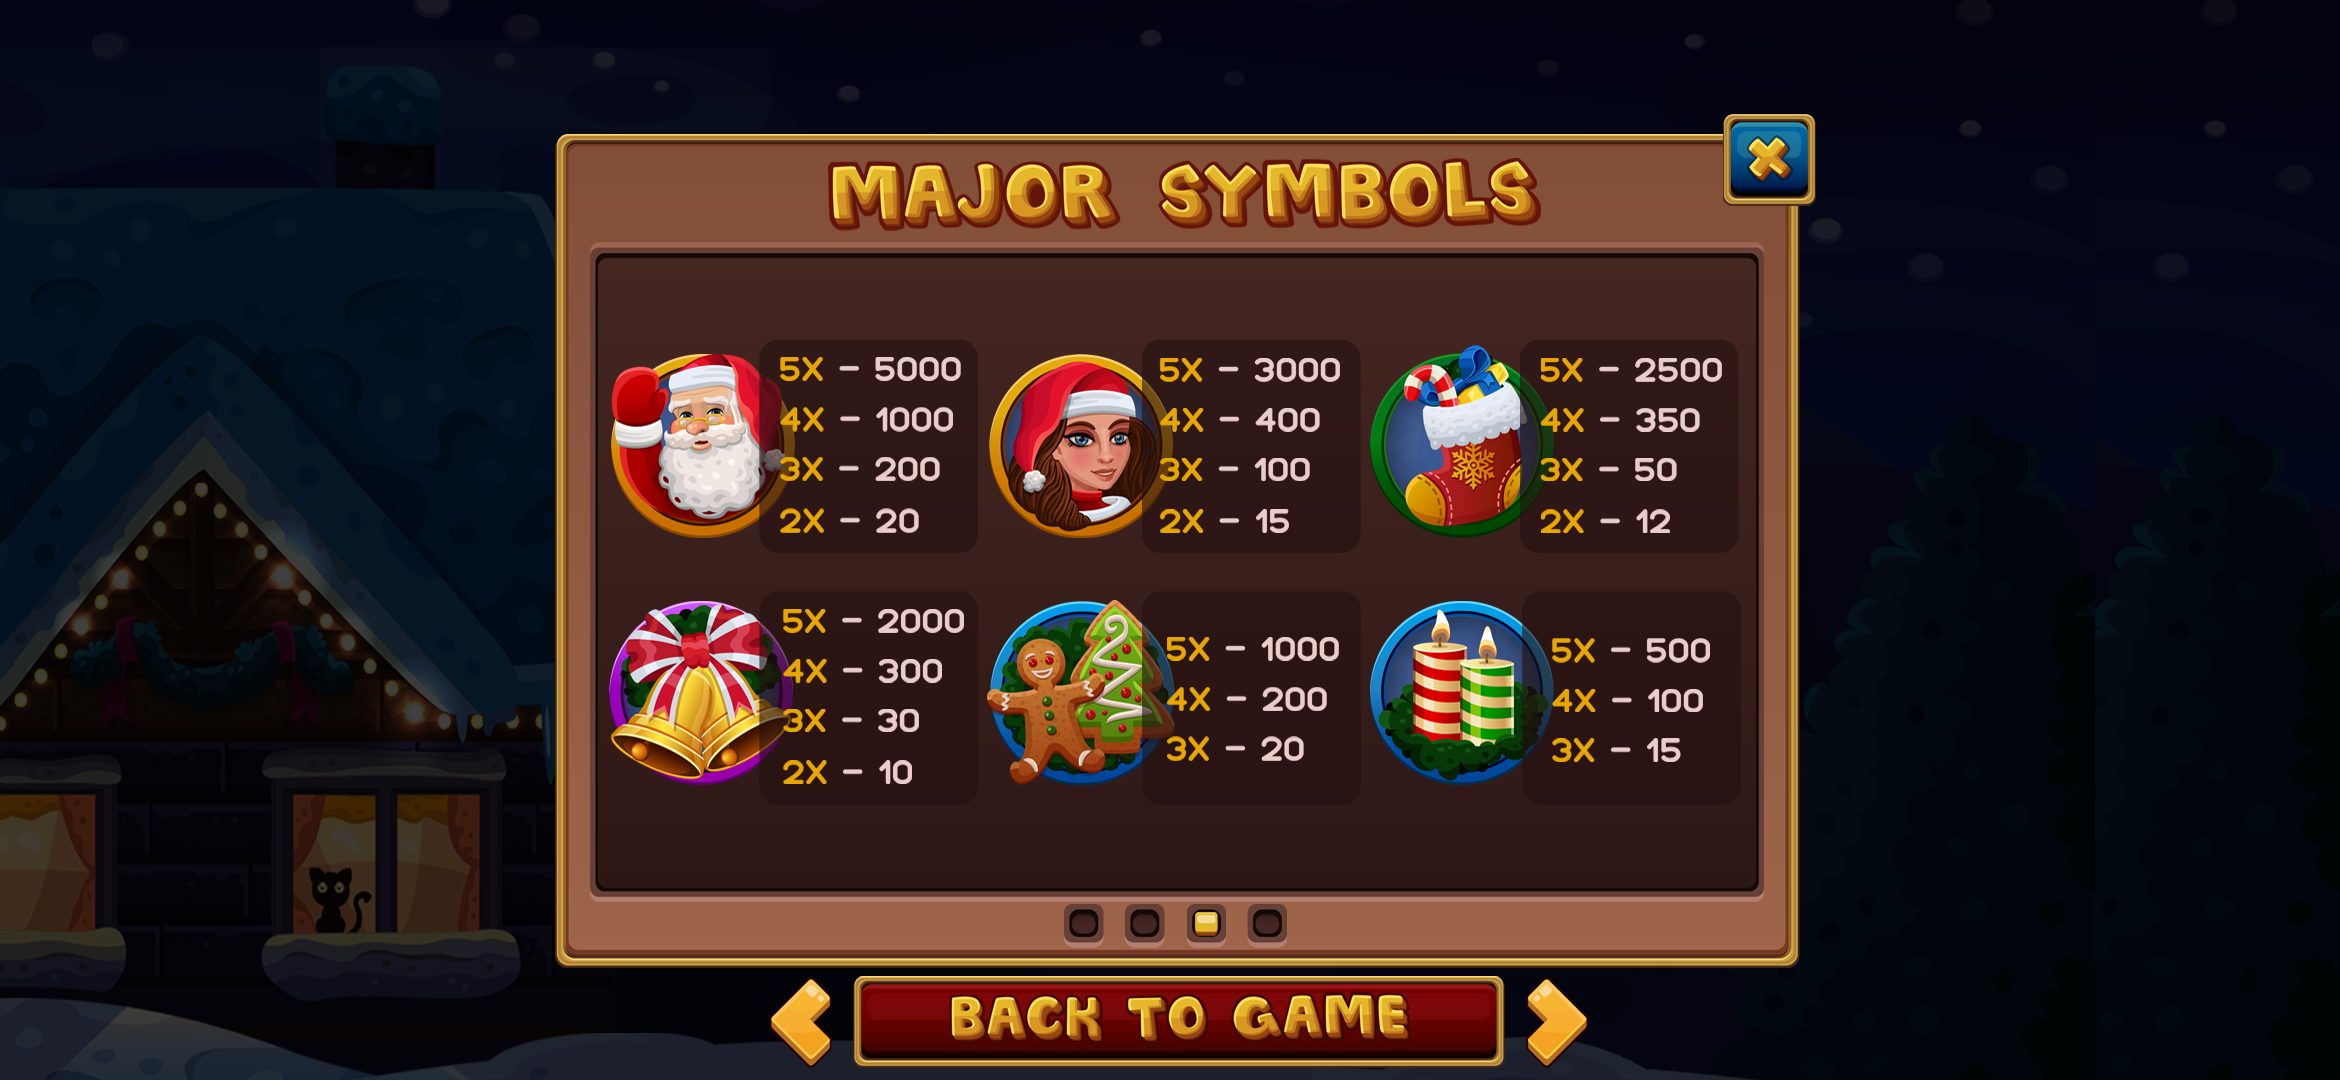 MAJOR SYMBOLS
5X – 5000
4X – 1000
3X – 200
2X – 20
5X – 3000
4X – 400
3X – 100
2X – 15
5X – 2500
4X – 350
3X – 50
2X – 12
5X – 2000
4X – 300
3X – 30
2X – 10
5X – 1000
4X – 200
3X – 20
5X – 500
4X – 100
3X – 15
BACK TO GAME